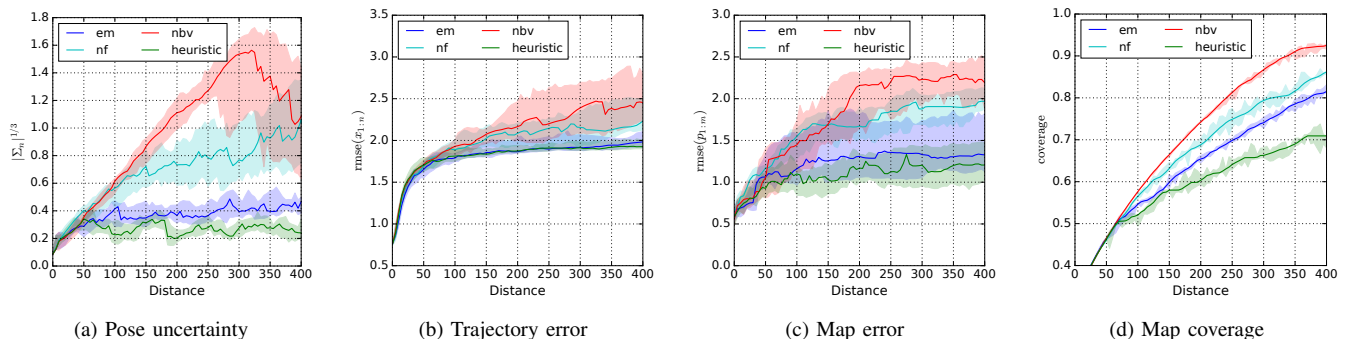 1.8
1.6
1.4
1.2
1.0
0.8
0.6
0.4
0.2
0.0
|Σn|^1/3
em nbv
nf heuristic
0 50 100 150 200 250 300 350 400
Distance
(a) Pose uncertainty
3.5
3.0
2.5
2.0
1.5
1.0
0.5
rmse(x1:n)
em nbv
nf heuristic
0 50 100 150 200 250 300 350 400
Distance
(b) Trajectory error
3.5
3.0
2.5
2.0
1.5
1.0
0.5
0.0
rmse(p1:m)
em nbv
nf heuristic
0 50 100 150 200 250 300 350 400
Distance
(c) Map error
1.0
0.9
0.8
0.7
0.6
0.5
0.4
coverage
em nbv
nf heuristic
0 50 100 150 200 250 300 350 400
Distance
(d) Map coverage